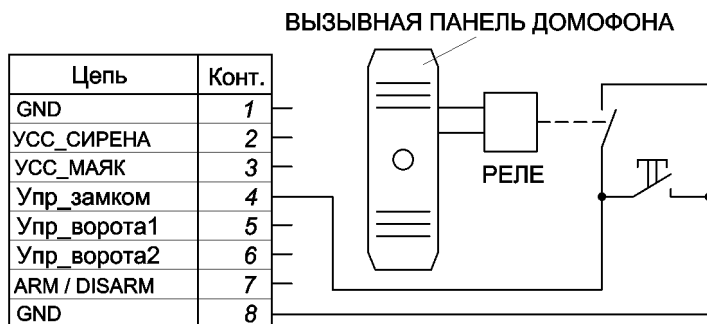 ВЫЗЫВНАЯ ПАНЕЛЬ ДОМОФОНА
Цепь Конт.
GND 1
УСС_СИРЕНА 2
УСС_МАЯК 3
Упр_замком 4
Упр_ворота1 5
Упр_ворота2 6
ARM / DISARM 7
GND 8
РЕЛЕ